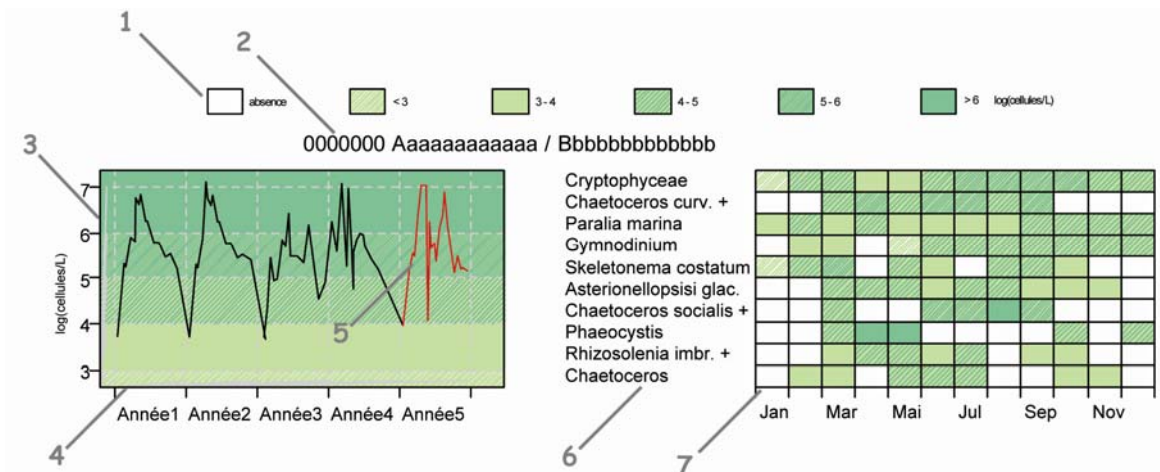 1
2
absence
< 3
3 - 4
4 - 5
5 - 6
> 6 log(cellules/L)
0000000 Aaaaaaaaaaaaa / Bbbbbbbbbbbbbb
3
log(cellules/L)
7
6
5
4
3
5
Année1 Année2 Année3 Année4 Année5
4
Cryptophyceae
Chaetoceros curv. +
Paralia marina
Gymnodinium
Skeletonema costatum
Asterionellopsisi glac.
Chaetoceros socialis +
Phaeocystis
Rhizosolenia imbr. +
Chaetoceros
Jan Mar Mai Jul Sep Nov
6
7